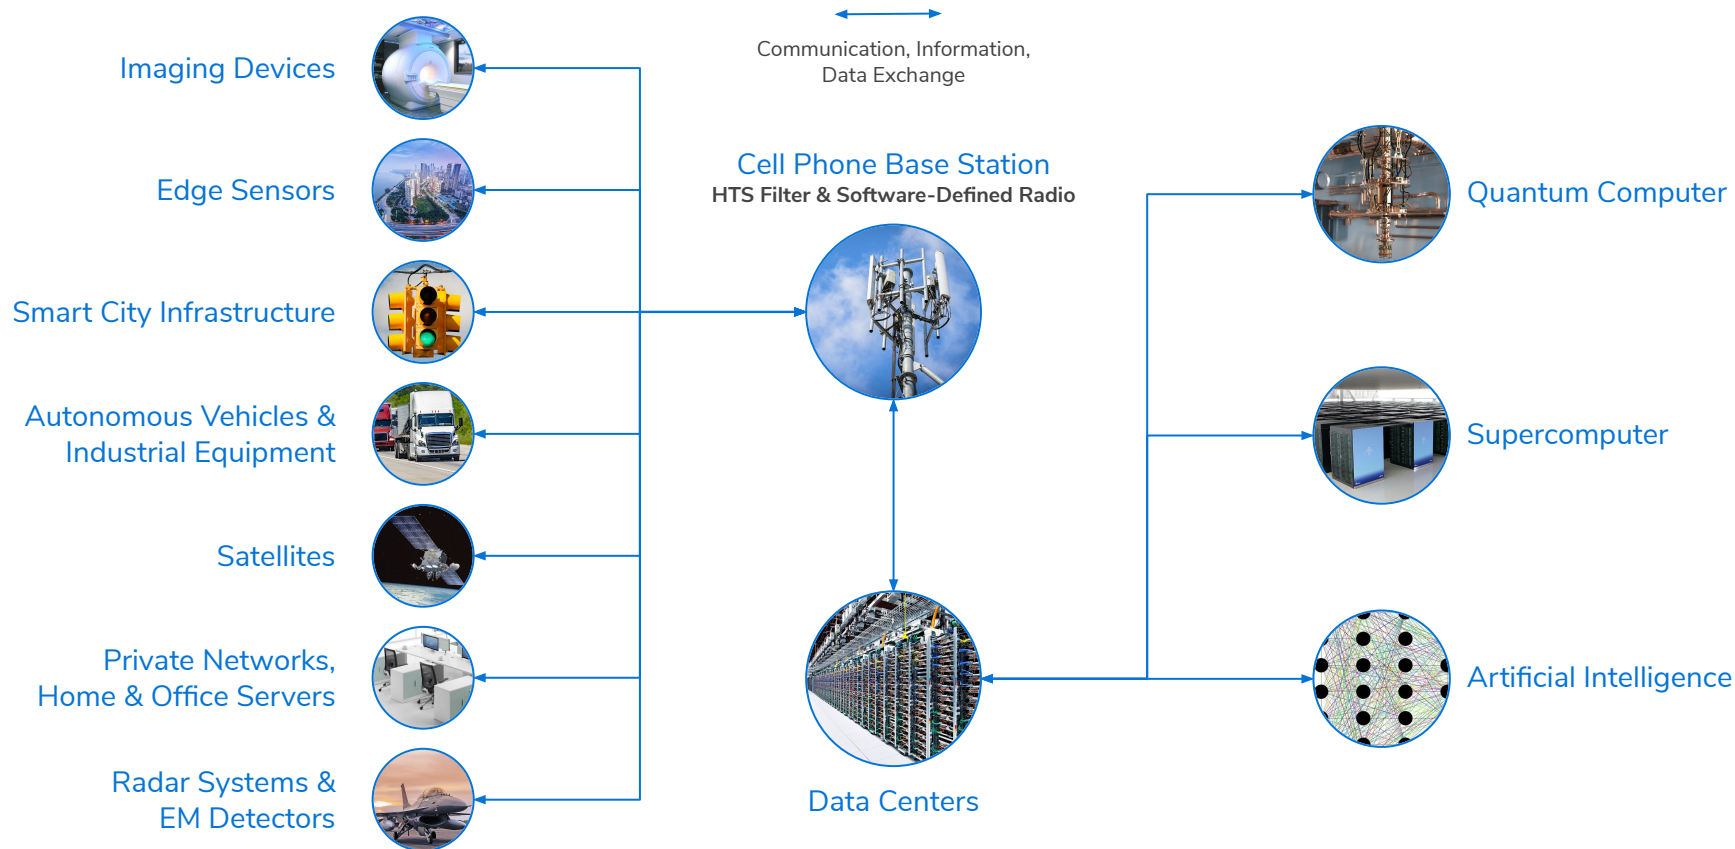 Communication, Information,
Data Exchange
Imaging Devices
Edge Sensors
Smart City Infrastructure
Autonomous Vehicles &
Industrial Equipment
Satellites
Private Networks,
Home & Office Servers
Radar Systems &
EM Detectors
Cell Phone Base Station
HTS Filter & Software-Defined Radio
Data Centers
Quantum Computer
Supercomputer
Artificial Intelligence